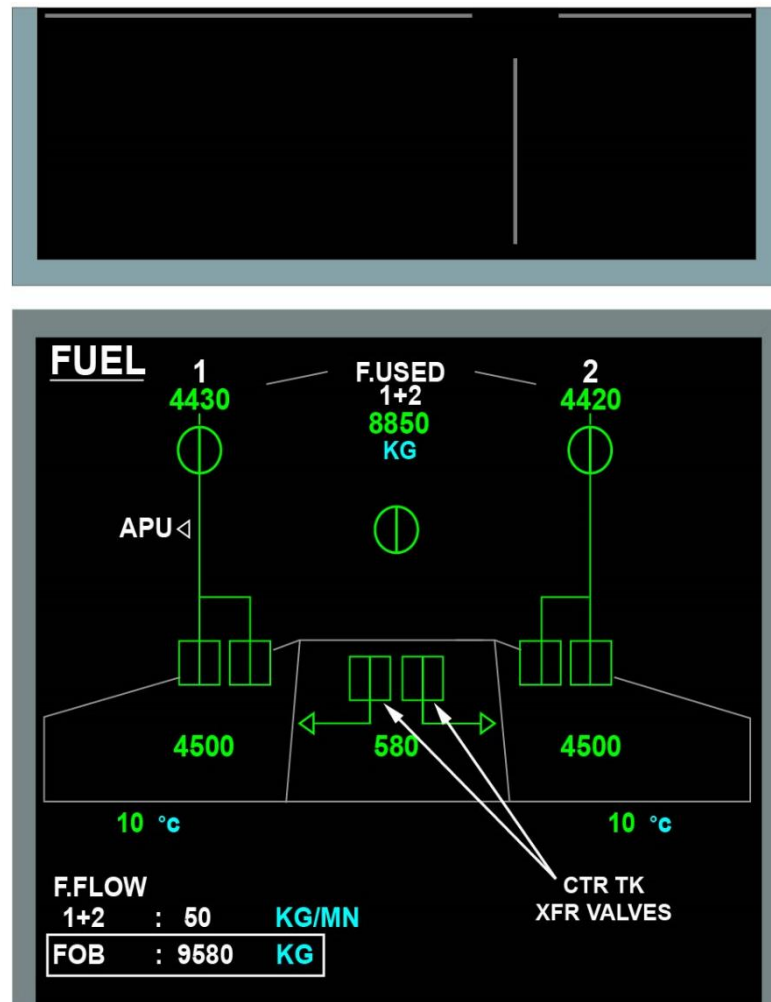 FUEL 1 F.USED 2
4430 1+2 4420
8850
KG
APU
4500 580 4500
10 °c 10 °c
F.FLOW CTR TK
1+2 : 50 KG/MN XFR VALVES
FOB : 9580 KG